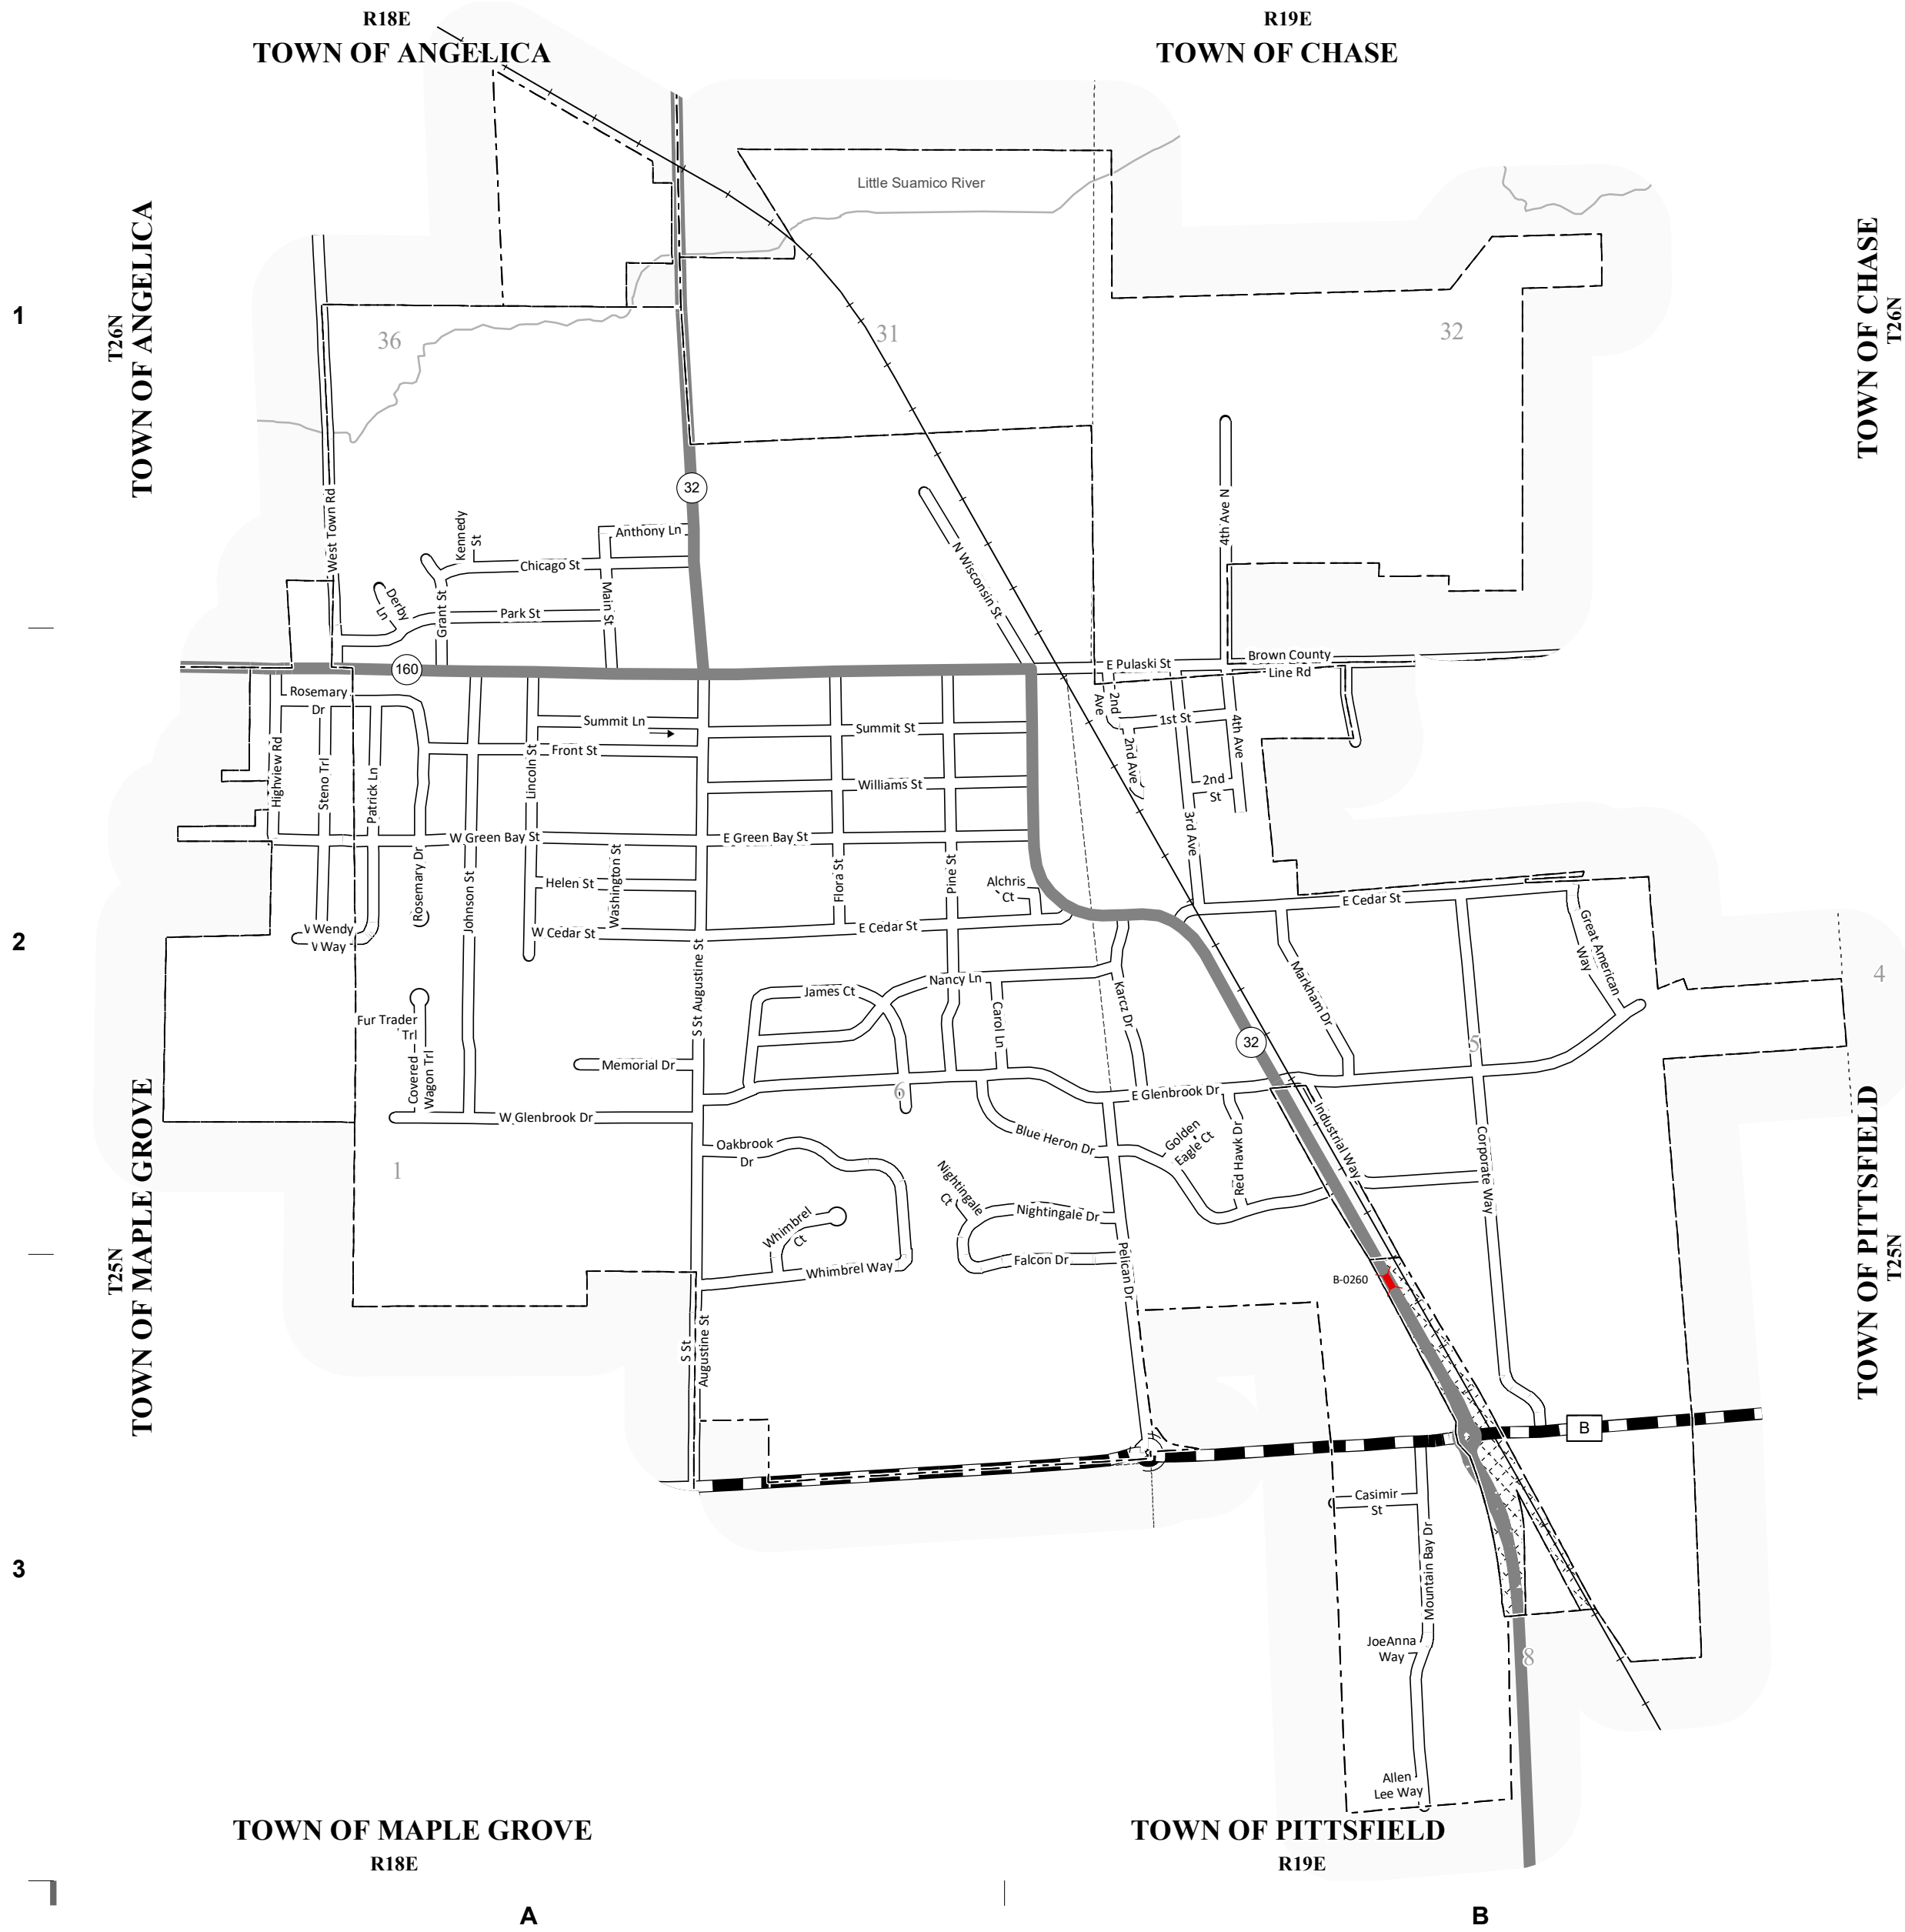 R18E
TOWN OF ANGELICA
R19E
TOWN OF CHASE
Little Suamico River
TOWN OF ANGELICA
T26N
TOWN OF CHASE
T26N
1
36
31
32
32
West Town Rd
4th Ave N
Kennedy
St
Anthony Ln
Chicago St
N Wisconsin St
Derby
Ln
Grant St
Park St
Main St
160
E Pulaski St
Brown County
Line Rd
Rosemary
Dr
2nd
Ave
Summit Ln
Summit St
1st St
4th Ave
Front St
Highview Rd
Steno Trl
Patrick Ln
Lincoln St
2nd Ave
Williams St
2nd
St
W Green Bay St
E Green Bay St
3rd Ave
Rosemary Dr
Johnson St
Helen St
Washington St
Flora St
Pine St
Alchris
Ct
E Cedar St
W Wendy
Way
W Cedar St
E Cedar St
Great American
Way
2
4
S St Augustine St
James Ct
Nancy Ln
Carol Ln
Karcz Dr
Markham Dr
Fur Trader
Trl
Covered
Wagon Trl
32
5
Memorial Dr
6
E Glenbrook Dr
W Glenbrook Dr
Industrial Way
Blue Heron Dr
Golden
Eagle Ct
Red Hawk Dr
Corporate Way
Oakbrook
Dr
1
Nightingale
Ct
Nightingale Dr
Whimbrel
Ct
Whimbrel Way
Falcon Dr
Pelican Dr
B-0260
TOWN OF MAPLE GROVE
T25N
TOWN OF PITTSFIELD
T25N
S St
Augustine St
B
Casimir
St
Mountain Bay Dr
3
JoeAnna
Way
8
Allen
Lee Way
TOWN OF MAPLE GROVE
R18E
TOWN OF PITTSFIELD
R19E
A
B